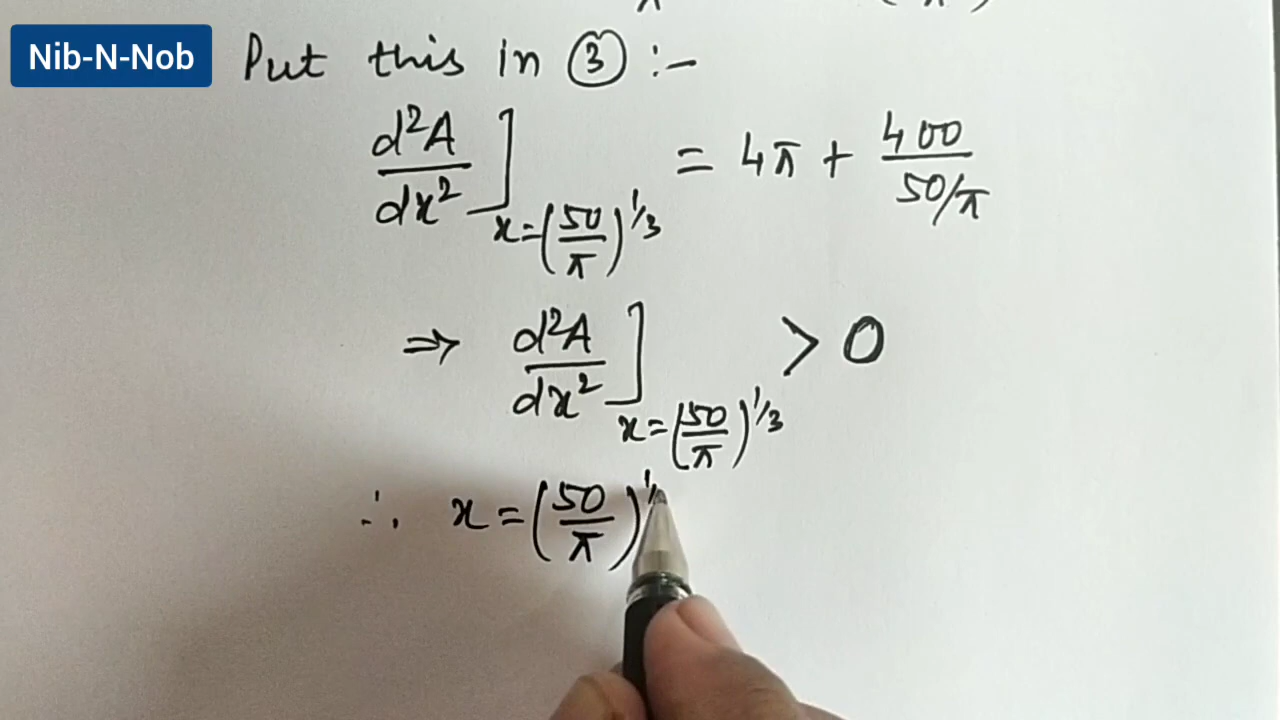 Nib-N-Nob
Put this in ③ :-
d²A/dx² ] x=(50/π)^1/3 = 4π + 400/(50/π)
⇒ d²A/dx² ] x=(50/π)^1/3 > 0
∴ x = (50/π)^1/